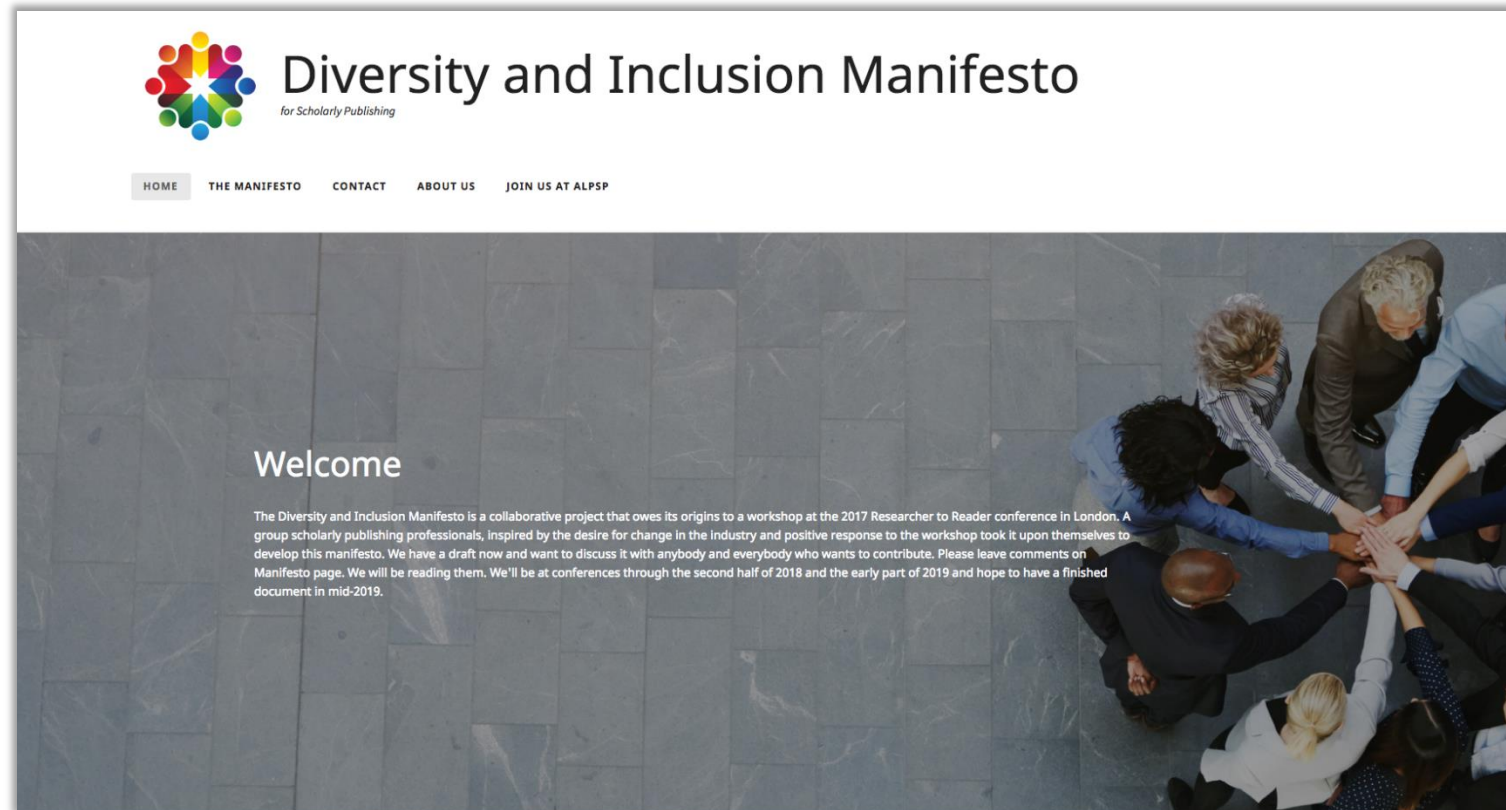 Diversity and Inclusion Manifesto
for Scholarly Publishing
HOME THE MANIFESTO CONTACT ABOUT US JOIN US AT ALPSP
Welcome
The Diversity and Inclusion Manifesto is a collaborative project that owes its origins to a workshop at the 2017 Researcher to Reader conference in London. A
group scholarly publishing professionals, inspired by the desire for change in the industry and positive response to the workshop took it upon themselves to
develop this manifesto. We have a draft now and want to discuss it with anybody and everybody who wants to contribute. Please leave comments on
Manifesto page. We will be reading them. We'll be at conferences through the second half of 2018 and the early part of 2019 and hope to have a finished
document in mid-2019.